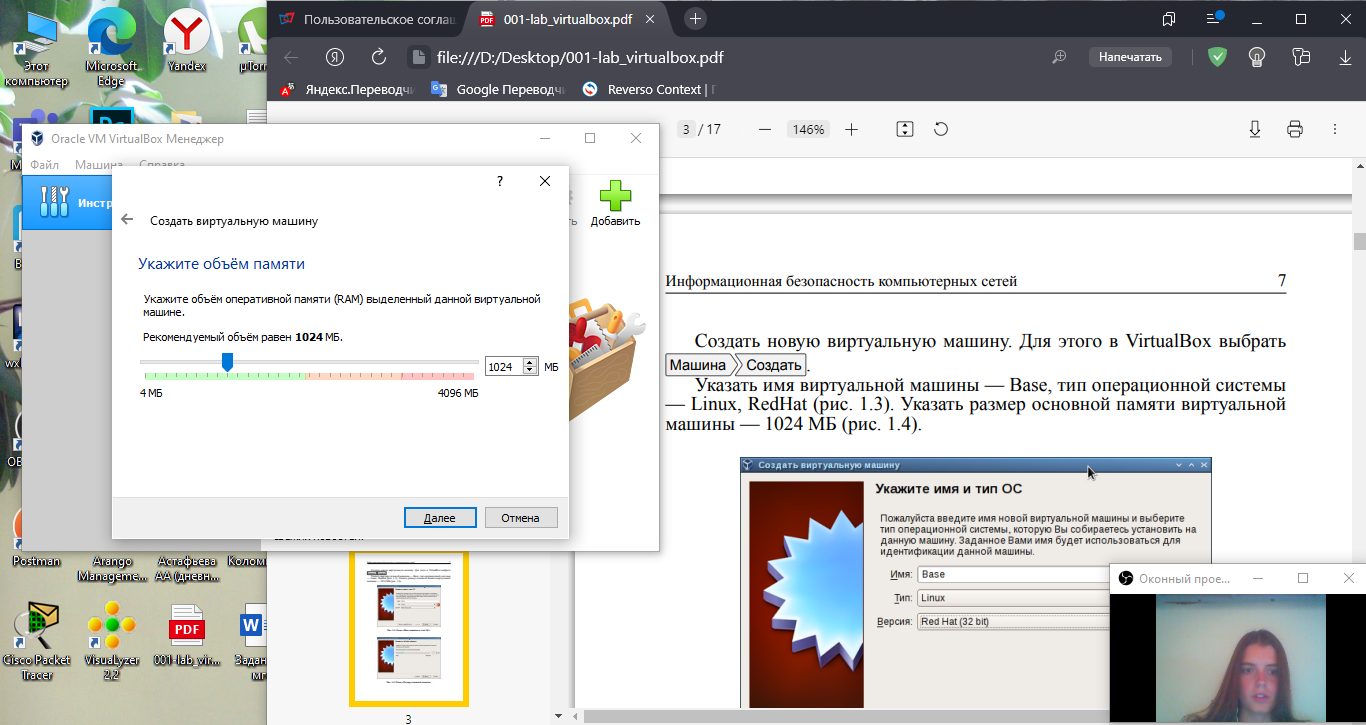 Пользовательское соглаш
001-lab_virtualbox.pdf
file:///D:/Desktop/001-lab_virtualbox.pdf
Напечатать
Яндекс.Переводчи
Google Переводчи
Reverso Context | Г
3 / 17
146%
Этот компьютер
Microsoft Edge
Yandex
µTorr
Oracle VM VirtualBox Менеджер
Файл
Машина
Справка
Инстр
Добавить
?
Создать виртуальную машину
Укажите объём памяти
Укажите объём оперативной памяти (RAM) выделенный данной виртуальной
машине.
Рекомендуемый объём равен 1024 МБ.
1024 МБ
4 МБ
4096 МБ
Далее
Отмена
Информационная безопасность компьютерных сетей 7
Создать новую виртуальную машину. Для этого в VirtualBox выбрать
Машина Создать.
Указать имя виртуальной машины — Base, тип операционной системы
— Linux, RedHat (рис. 1.3). Указать размер основной памяти виртуальной
машины — 1024 МБ (рис. 1.4).
Создать виртуальную машину
Укажите имя и тип ОС
Пожалуйста введите имя новой виртуальной машины и выберите
тип операционной системы, которую Вы собираетесь установить на
данную машину. Заданное Вами имя будет использоваться для
идентификации данной машины.
Имя: Base
Тип: Linux
Версия: Red Hat (32 bit)
Оконный прое...
Postman
Arango Manageme...
Астафьева АА (дневн...
Колом
Cisco Packet Tracer
VisuaLyzer 2.2
PDF
001-lab_vir...
Задан
3